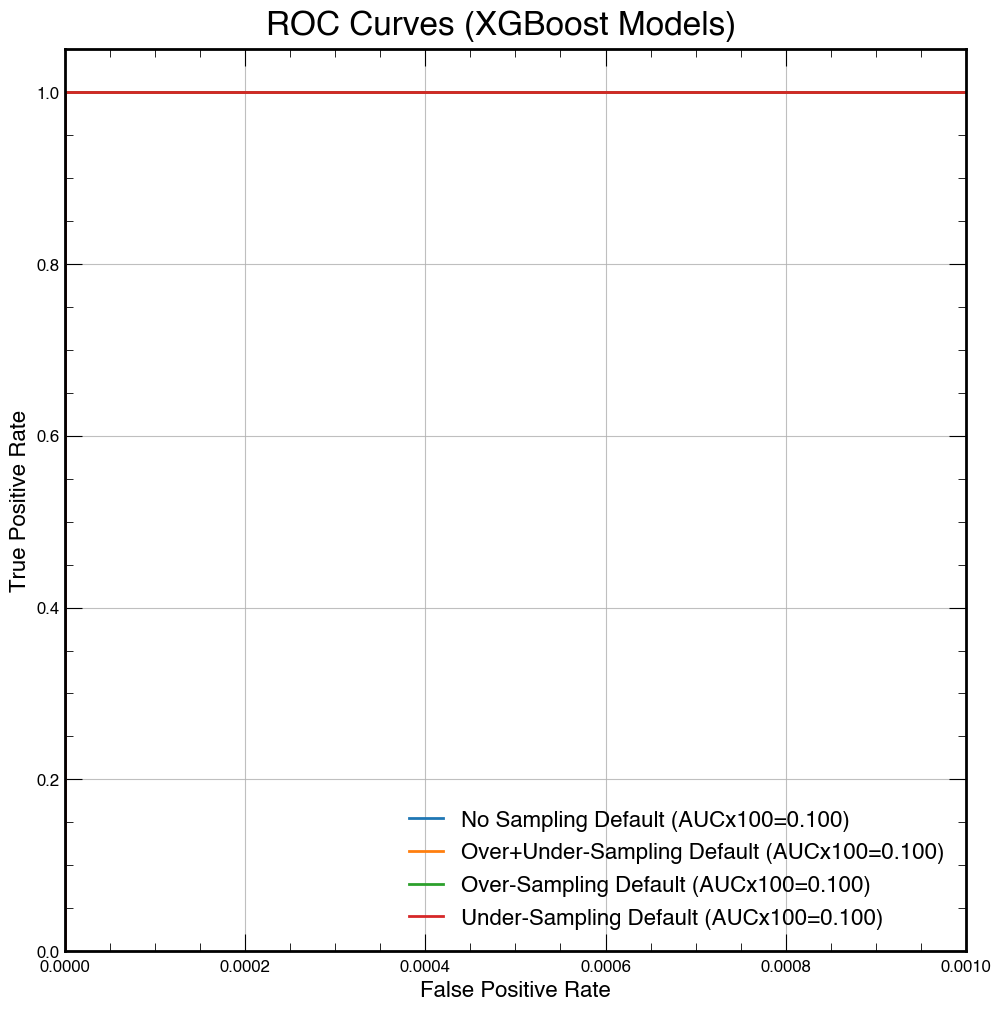 ROC Curves (XGBoost Models)
1.0
0.8
0.6
0.4
0.2
0.0
True Positive Rate
No Sampling Default (AUCx100=0.100)
Over+Under-Sampling Default (AUCx100=0.100)
Over-Sampling Default (AUCx100=0.100)
Under-Sampling Default (AUCx100=0.100)
0.0000 0.0002 0.0004 0.0006 0.0008 0.0010
False Positive Rate